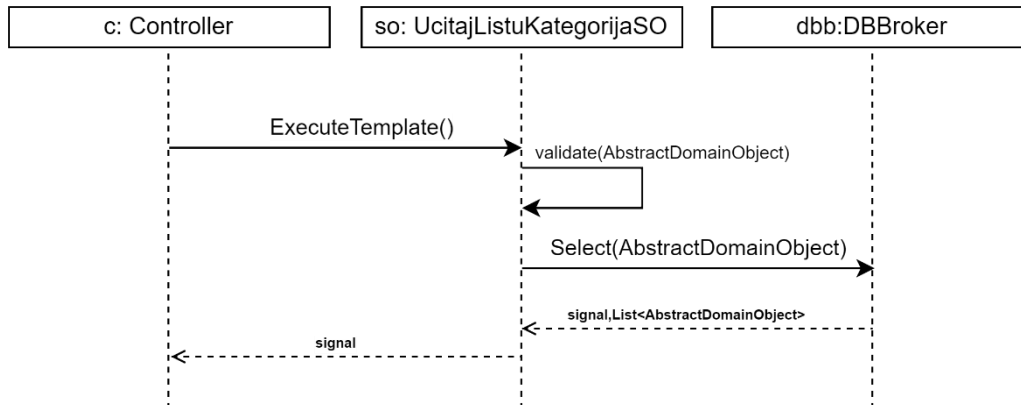 c: Controller
so: UcitajListuKategorijaSO
dbb:DBBroker
ExecuteTemplate()
validate(AbstractDomainObject)
Select(AbstractDomainObject)
signal,List<AbstractDomainObject>
signal